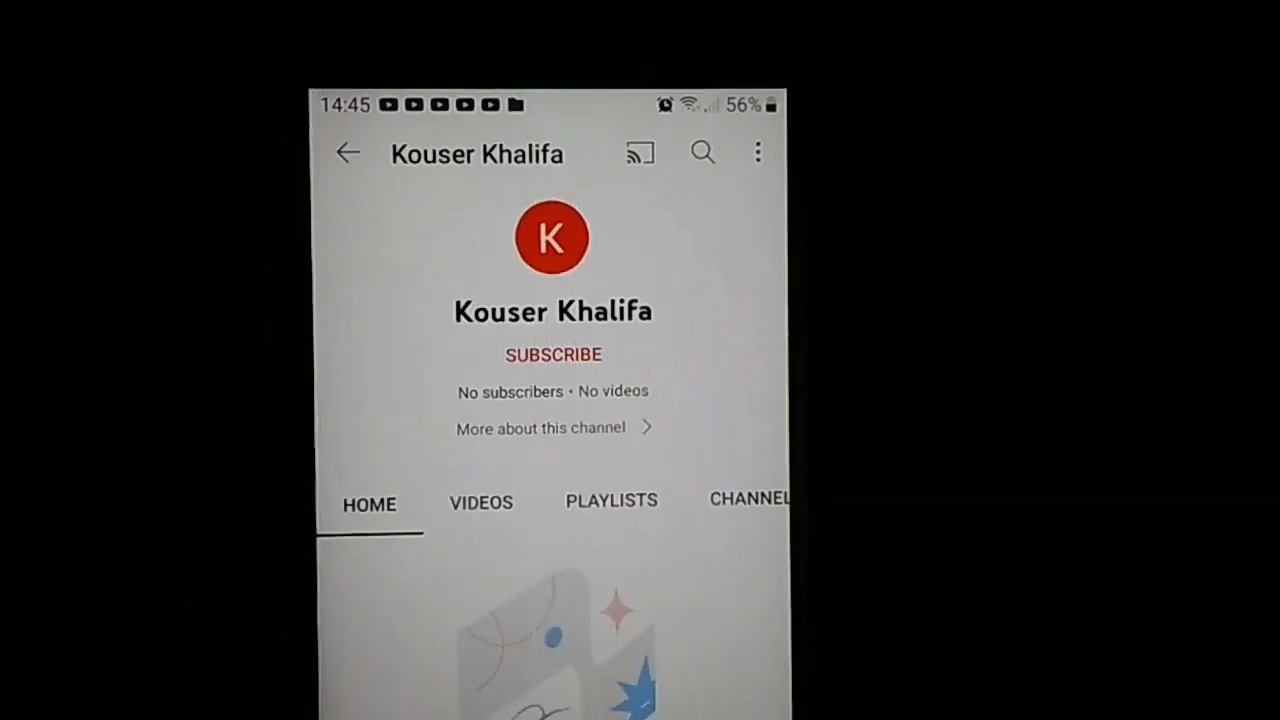 14:45 56%
Kouser Khalifa
K
Kouser Khalifa
SUBSCRIBE
No subscribers • No videos
More about this channel
HOME VIDEOS PLAYLISTS CHANNEL